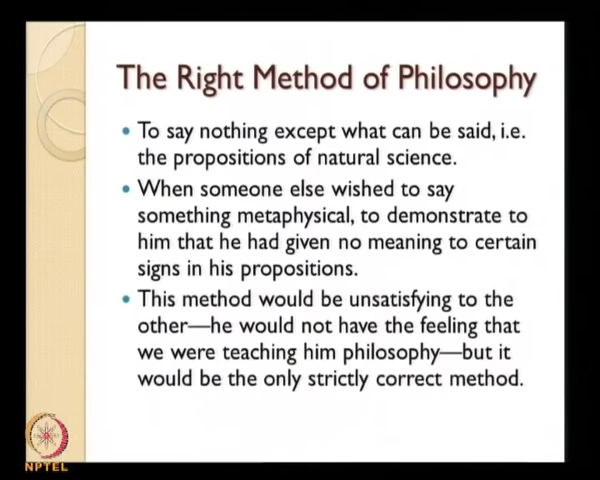 The Right Method of Philosophy
• To say nothing except what can be said, i.e.
the propositions of natural science.
• When someone else wished to say
something metaphysical, to demonstrate to
him that he had given no meaning to certain
signs in his propositions.
• This method would be unsatisfying to the
other—he would not have the feeling that
we were teaching him philosophy—but it
would be the only strictly correct method.
NPTEL